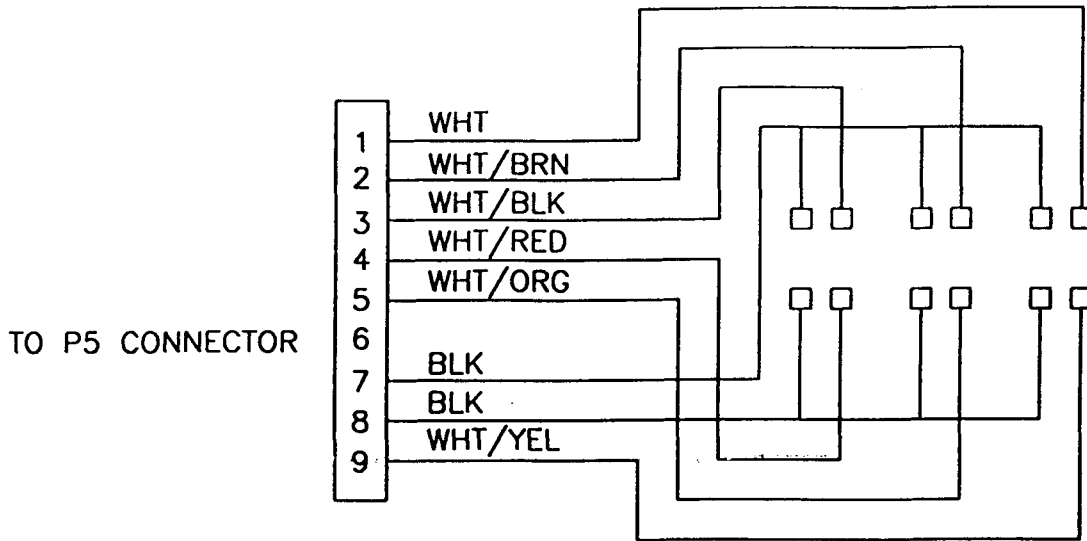 1 WHT
2 WHT/BRN
3 WHT/BLK
4 WHT/RED
5 WHT/ORG
6
TO P5 CONNECTOR
7 BLK
8 BLK
9 WHT/YEL